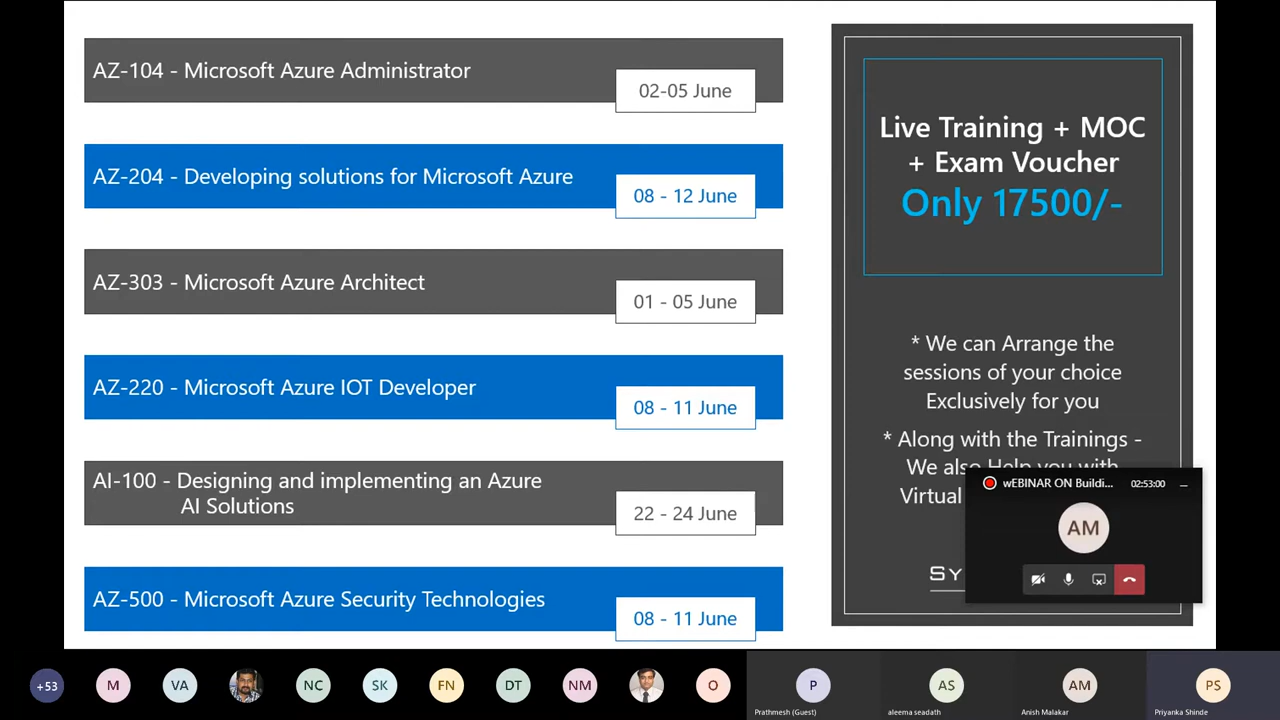 AZ-104 - Microsoft Azure Administrator
02-05 June
AZ-204 - Developing solutions for Microsoft Azure
08 - 12 June
AZ-303 - Microsoft Azure Architect
01 - 05 June
AZ-220 - Microsoft Azure IOT Developer
08 - 11 June
AI-100 - Designing and implementing an Azure
AI Solutions
22 - 24 June
AZ-500 - Microsoft Azure Security Technologies
08 - 11 June
Live Training + MOC
+ Exam Voucher
Only 17500/-
* We can Arrange the
sessions of your choice
Exclusively for you
* Along with the Trainings -
We also Help you with
Virtual
SY
wEBINAR ON Buildi...
02:53:00
AM
+53
M
VA
NC
SK
FN
DT
NM
O
P
AS
AM
PS
Prathmesh (Guest)
aleema seadath
Anish Malakar
Priyanka Shinde